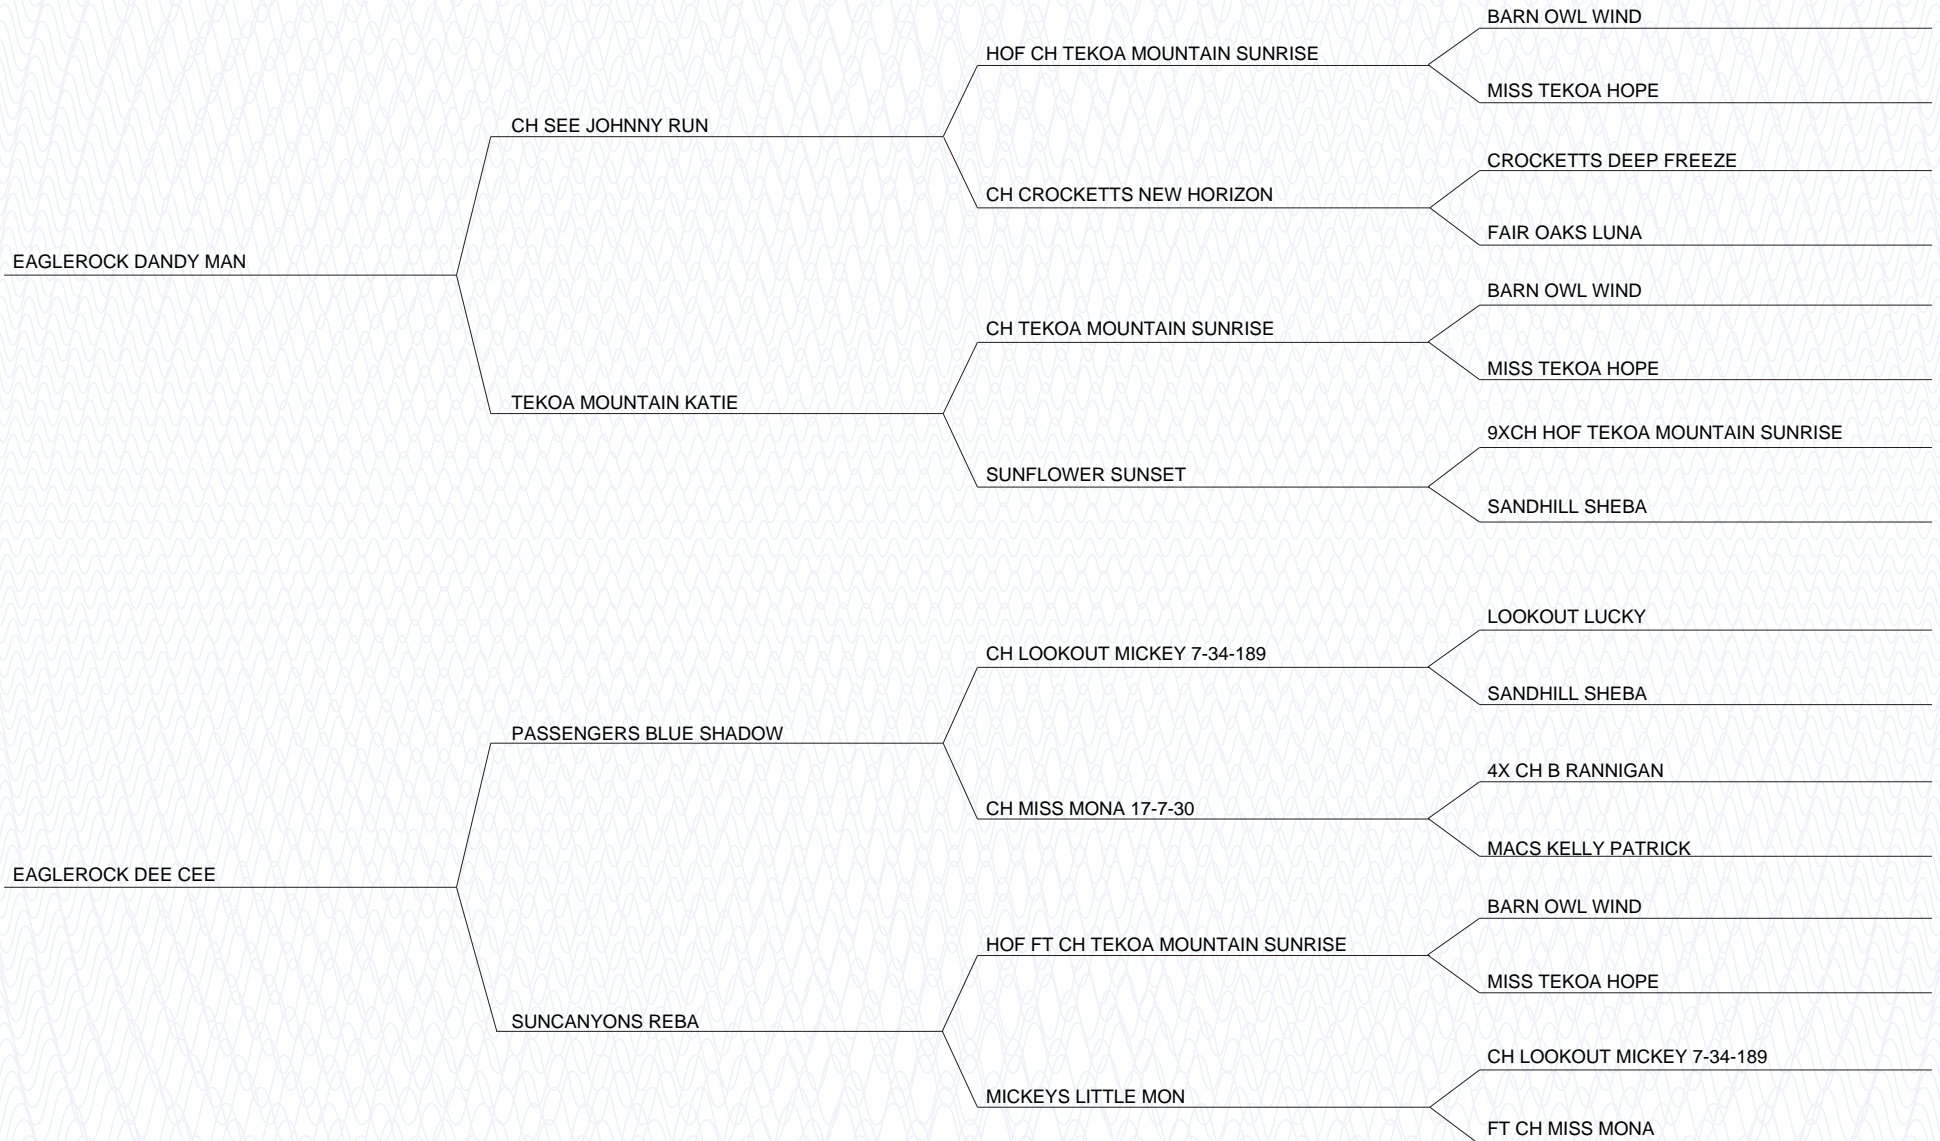 BARN OWL WIND
HOF CH TEKOA MOUNTAIN SUNRISE
MISS TEKOA HOPE
CH SEE JOHNNY RUN
CROCKETTS DEEP FREEZE
CH CROCKETTS NEW HORIZON
FAIR OAKS LUNA
EAGLEROCK DANDY MAN
BARN OWL WIND
CH TEKOA MOUNTAIN SUNRISE
MISS TEKOA HOPE
TEKOA MOUNTAIN KATIE
9XCH HOF TEKOA MOUNTAIN SUNRISE
SUNFLOWER SUNSET
SANDHILL SHEBA
LOOKOUT LUCKY
CH LOOKOUT MICKEY 7-34-189
SANDHILL SHEBA
PASSENGERS BLUE SHADOW
4X CH B RANNIGAN
CH MISS MONA 17-7-30
MACS KELLY PATRICK
EAGLEROCK DEE CEE
BARN OWL WIND
HOF FT CH TEKOA MOUNTAIN SUNRISE
MISS TEKOA HOPE
SUNCANYONS REBA
CH LOOKOUT MICKEY 7-34-189
MICKEYS LITTLE MON
FT CH MISS MONA